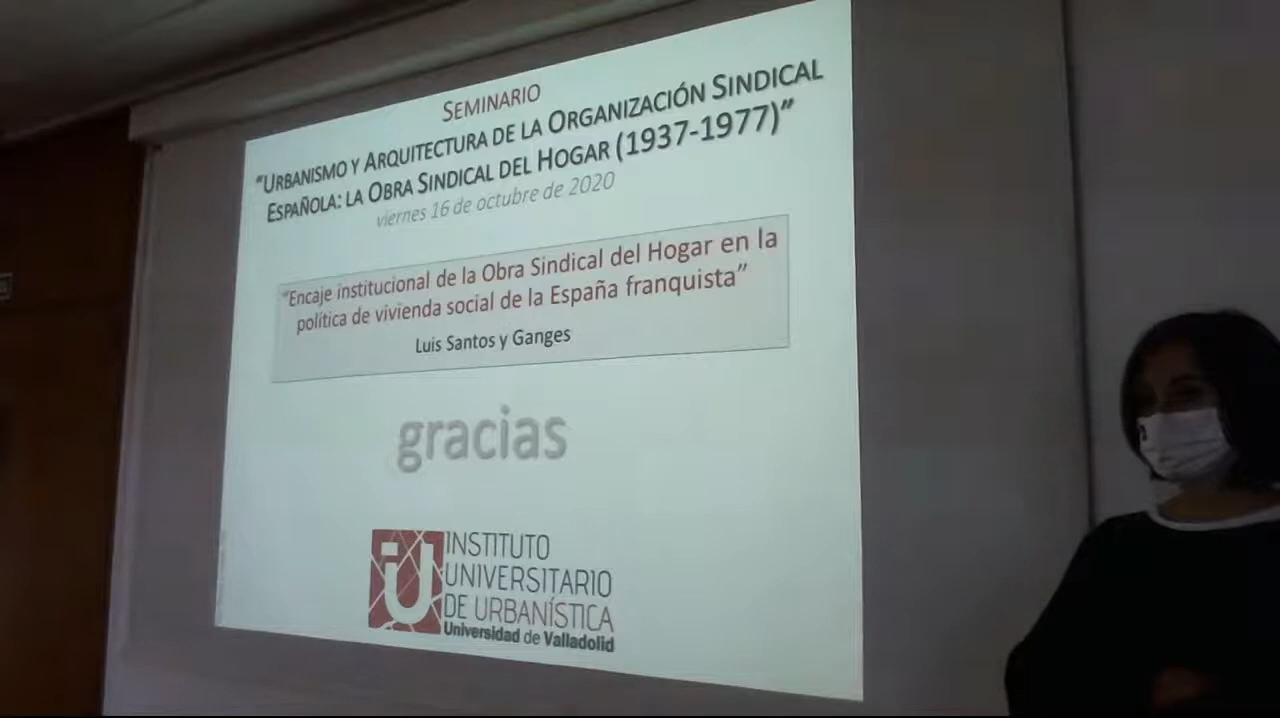 SEMINARIO
"URBANISMO Y ARQUITECTURA DE LA ORGANIZACIÓN SINDICAL
ESPAÑOLA: LA OBRA SINDICAL DEL HOGAR (1937-1977)"
viernes 16 de octubre de 2020
"Encaje institucional de la Obra Sindical del Hogar en la
política de vivienda social de la España franquista"
Luis Santos y Ganges
gracias
iU
INSTITUTO
UNIVERSITARIO
DE URBANÍSTICA
Universidad de Valladolid